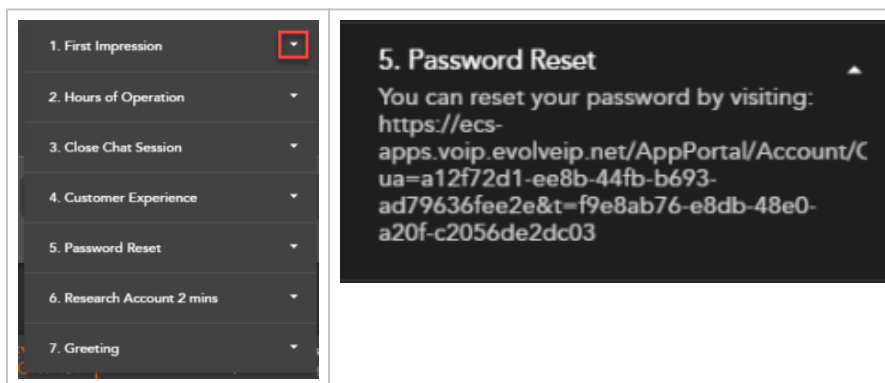 1. First Impression
2. Hours of Operation
3. Close Chat Session
4. Customer Experience
5. Password Reset
6. Research Account 2 mins
7. Greeting
5. Password Reset
You can reset your password by visiting:
https://ecs-
apps.voip.evolveip.net/AppPortal/Account/C
ua=a12f72d1-ee8b-44fb-b693-
ad79636fee2e&t=f9e8ab76-e8db-48e0-
a20f-c2056de2dc03